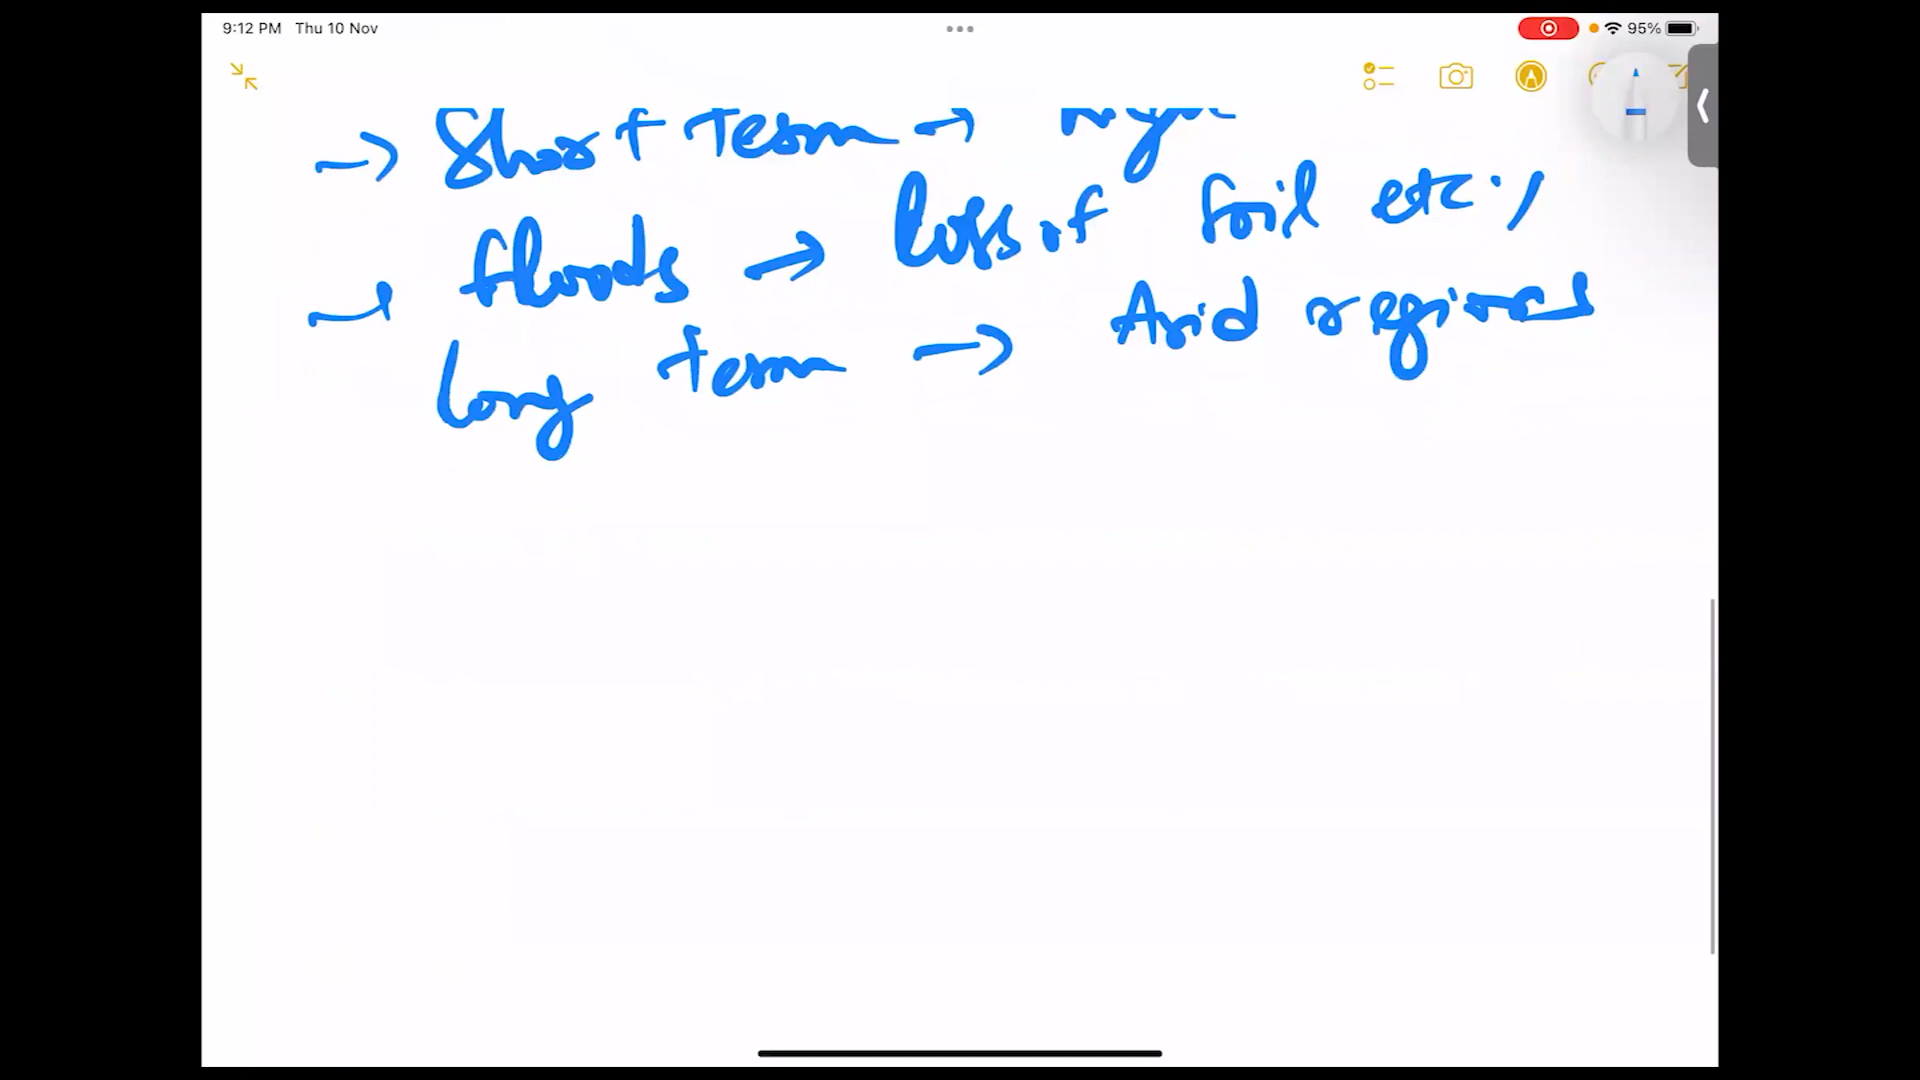 9:12 PM Thu 10 Nov
95%
→ Short Term →
floods → loss of soil etc.,
→ long term → Arid regions